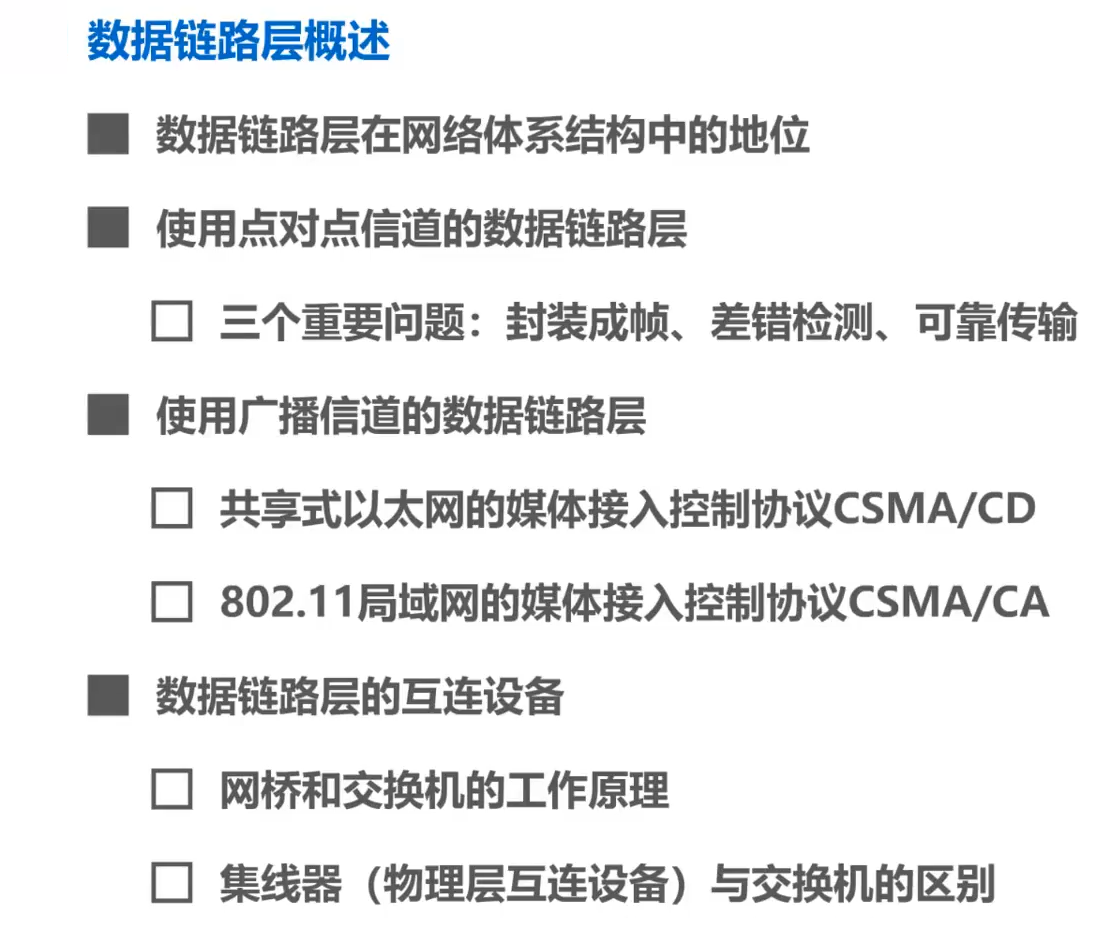 数据链路层概述
数据链路层在网络体系结构中的地位
使用点对点信道的数据链路层
三个重要问题：封装成帧、差错检测、可靠传输
使用广播信道的数据链路层
共享式以太网的媒体接入控制协议CSMA/CD
802.11局域网的媒体接入控制协议CSMA/CA
数据链路层的互连设备
网桥和交换机的工作原理
集线器（物理层互连设备）与交换机的区别